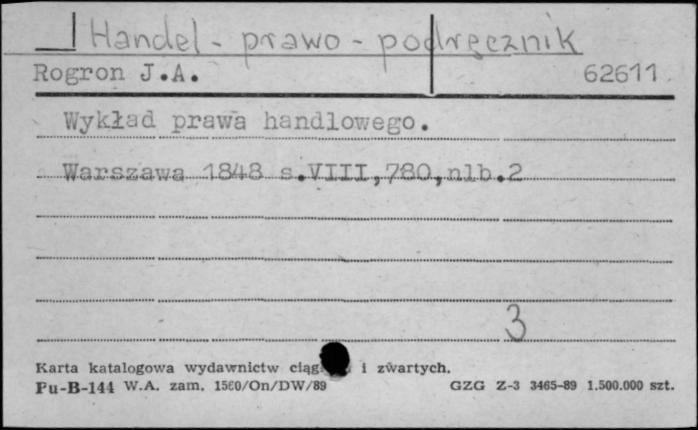 Handel - prawo - podręcznik
Rogron J.A. 62611
Wykład prawa handlowego.
Warszawa 1848 s.VIII,780,nlb.2
3
Karta katalogowa wydawnictw i zwartych.
Pu-B-144 W.A. zam. 1560/On/DW/89 GZG Z-3 3465-89 1.500.000 szt.